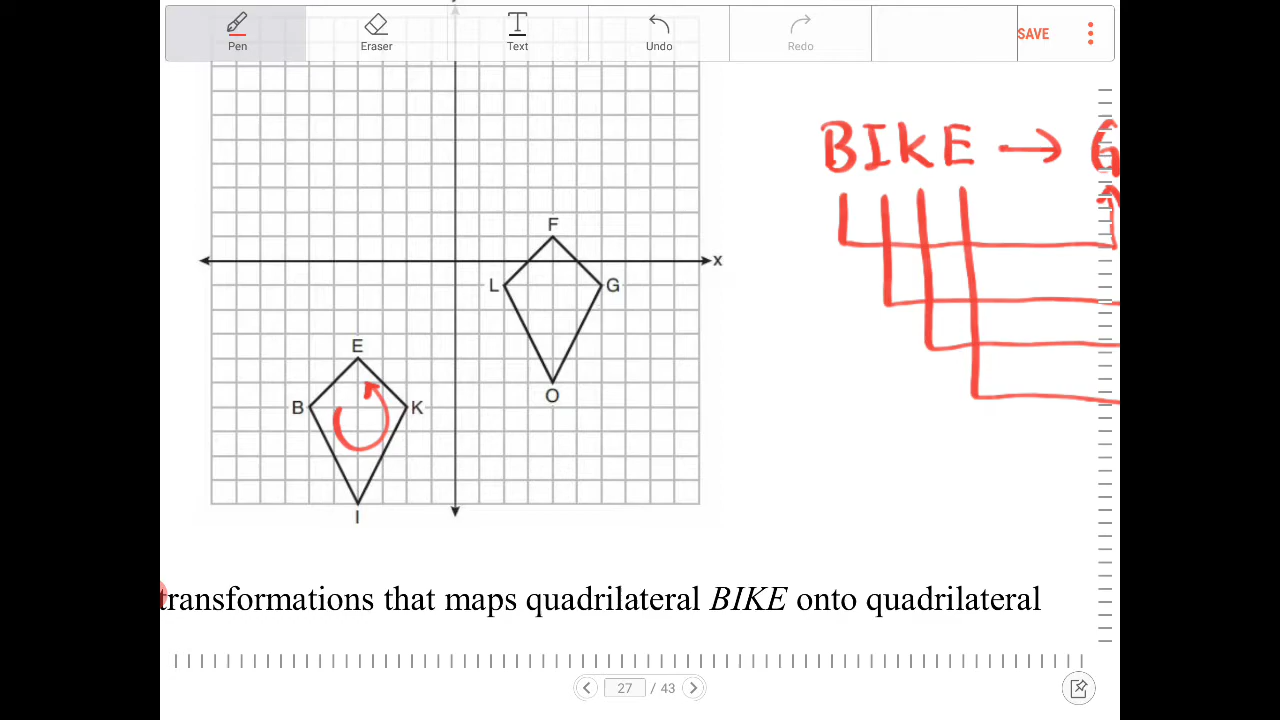 Pen Eraser Text Undo Redo SAVE
BIKE → G
F
x
L G
E
O
B K
I
transformations that maps quadrilateral BIKE onto quadrilateral
27 / 43